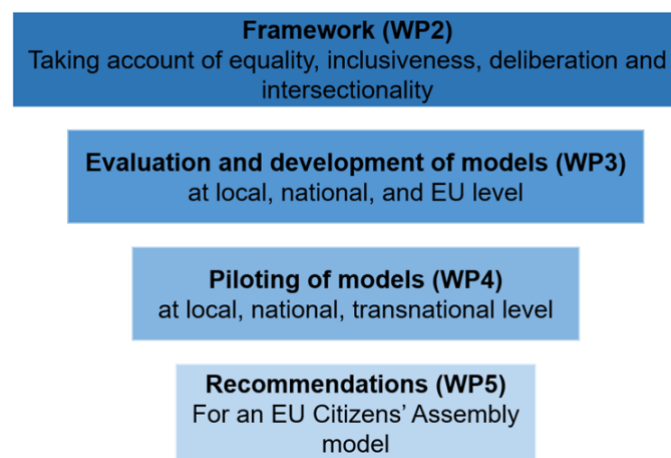 Framework (WP2)
Taking account of equality, inclusiveness, deliberation and
intersectionality
Evaluation and development of models (WP3)
at local, national, and EU level
Piloting of models (WP4)
at local, national, transnational level
Recommendations (WP5)
For an EU Citizens’ Assembly
model